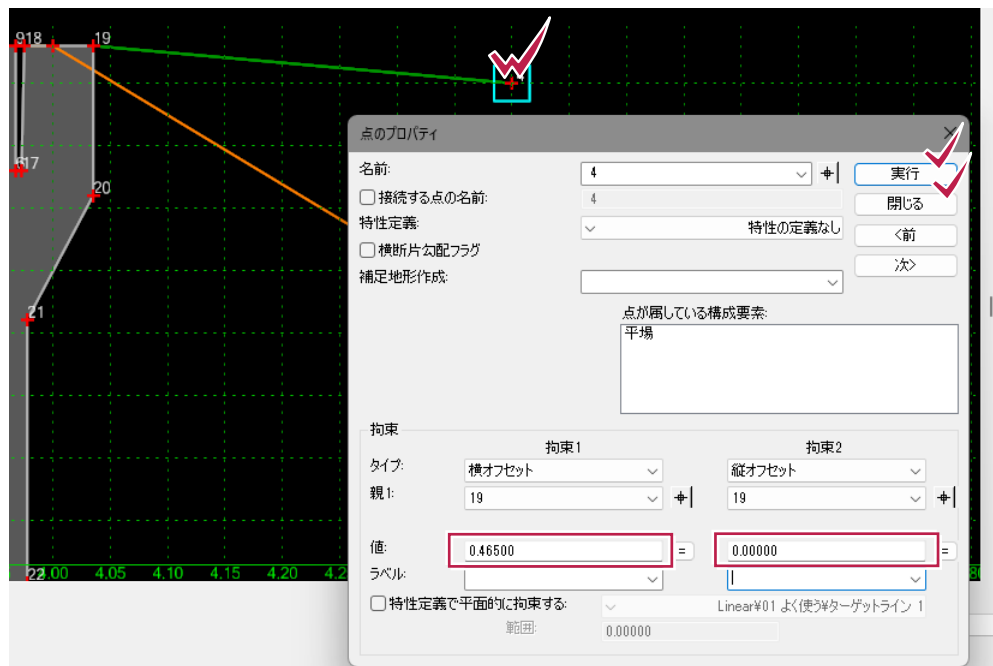 918
19
617
20
21
22
4.00 4.05 4.10 4.15 4.20 4.2
点のプロパティ
名前: 4
実行
接続する点の名前: 4
閉じる
特性定義: 特性の定義なし
<前
横断片勾配フラグ
次>
補足地形作成:
点が属している構成要素:
平場
拘束
拘束1 拘束2
タイプ: 横オフセット 縦オフセット
親1: 19 19
値: 0.46500 = 0.00000 =
ラベル:
特性定義で平面的に拘束する: Linear¥01 よく使う¥ターゲットライン 1
範囲: 0.00000